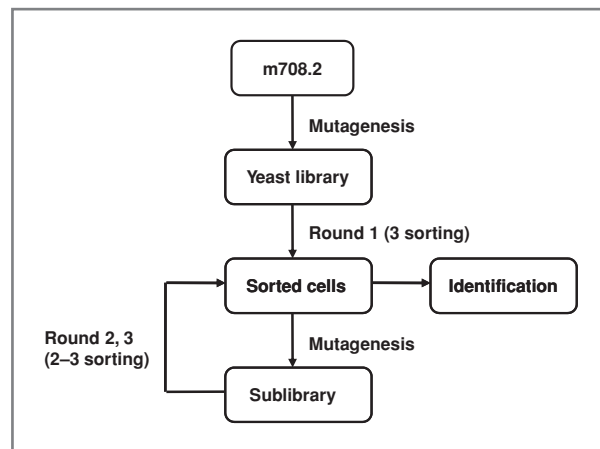 m708.2
Mutagenesis
Yeast library
Round 1 (3 sorting)
Sorted cells
Identification
Round 2, 3
(2–3 sorting)
Mutagenesis
Sublibrary